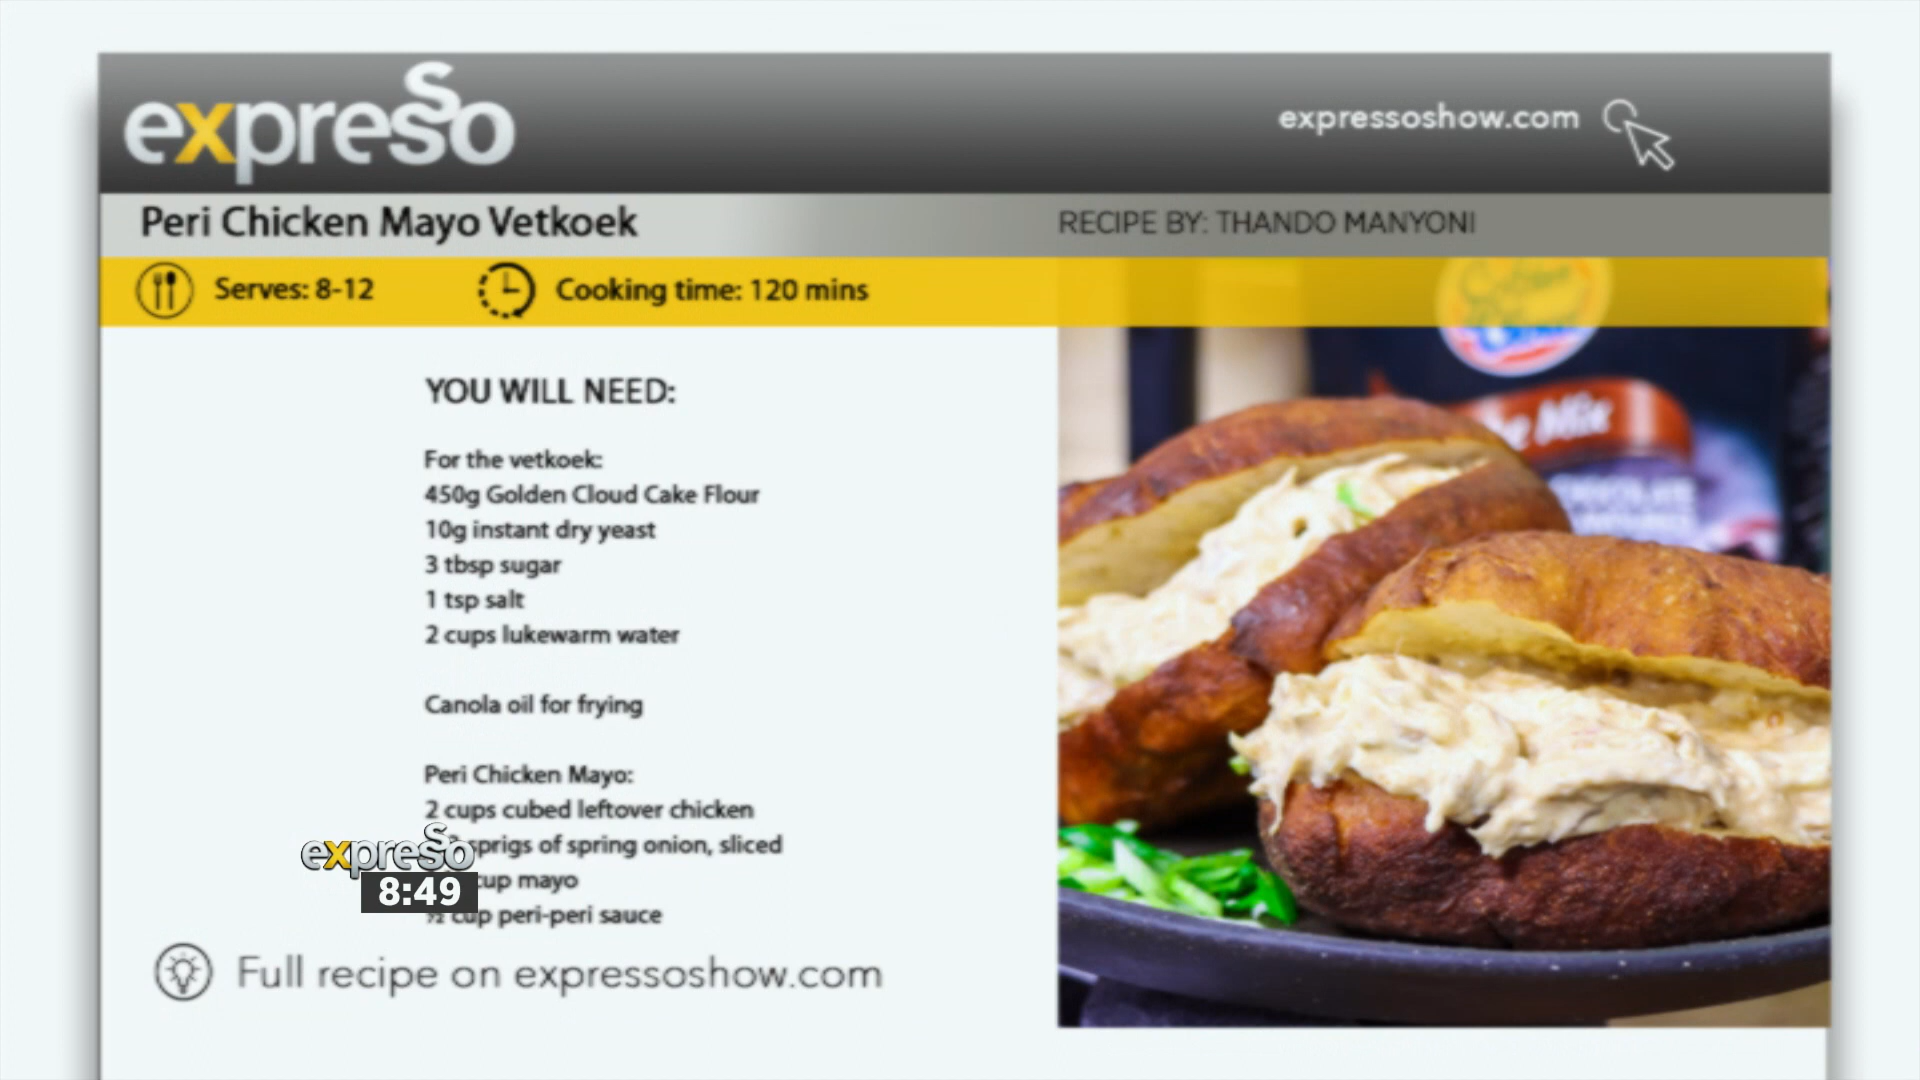 expresso
expressoshow.com
Peri Chicken Mayo Vetkoek
RECIPE BY: THANDO MANYONI
Serves: 8-12
Cooking time: 120 mins
YOU WILL NEED:
For the vetkoek:
450g Golden Cloud Cake Flour
10g instant dry yeast
3 tbsp sugar
1 tsp salt
2 cups lukewarm water
Canola oil for frying
Peri Chicken Mayo:
2 cups cubed leftover chicken
sprigs of spring onion, sliced
cup mayo
½ cup peri-peri sauce
expresso
8:49
Full recipe on expressoshow.com
Mix